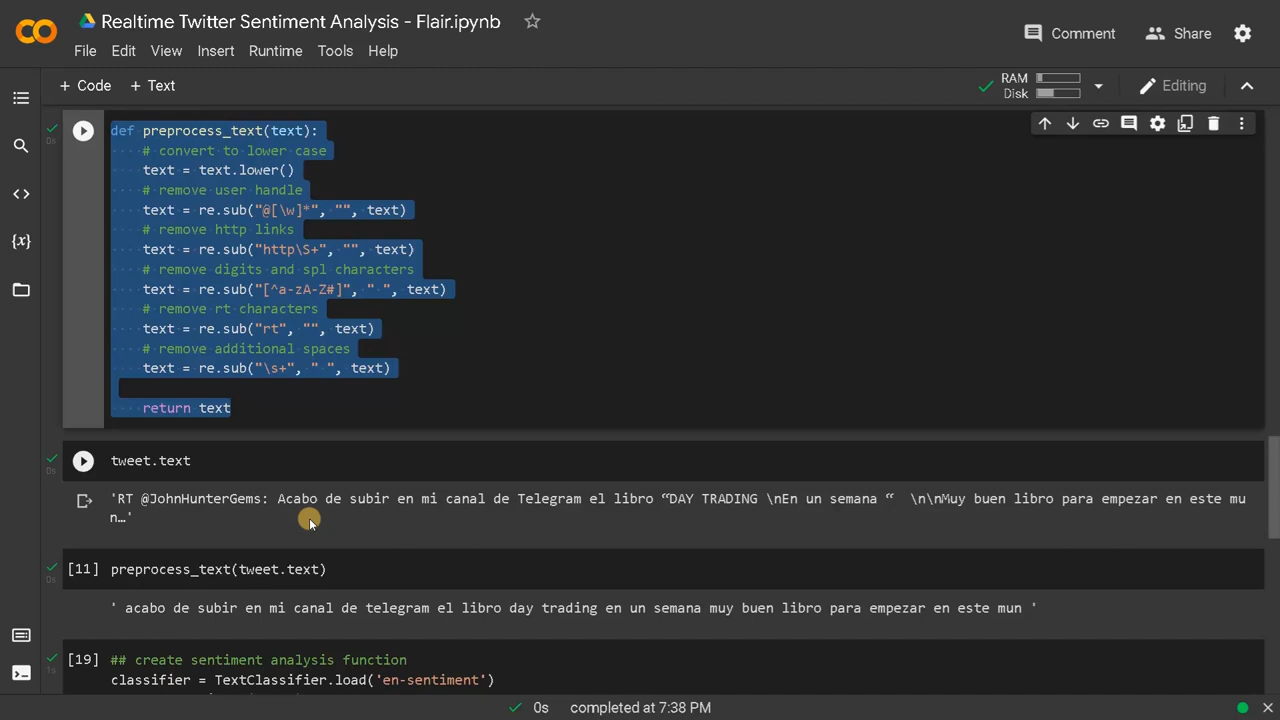 Realtime Twitter Sentiment Analysis - Flair.ipynb
Comment
Share
File Edit View Insert Runtime Tools Help
+ Code + Text
RAM
Disk
Editing
0s
def preprocess_text(text):
# convert to lower case
text = text.lower()
# remove user handle
text = re.sub("@[\w]*", "", text)
# remove http links
text = re.sub("http\S+", "", text)
# remove digits and spl characters
text = re.sub("[^a-zA-Z#]", " ", text)
# remove rt characters
text = re.sub("rt", "", text)
# remove additional spaces
text = re.sub("\s+", " ", text)
return text
0s
tweet.text
'RT @JohnHunterGems: Acabo de subir en mi canal de Telegram el libro “DAY TRADING \nEn un semana “ \n\nMuy buen libro para empezar en este mu
n…'
0s
[11] preprocess_text(tweet.text)
' acabo de subir en mi canal de telegram el libro day trading en un semana muy buen libro para empezar en este mun '
1s
[19] ## create sentiment analysis function
classifier = TextClassifier.load('en-sentiment')
0s completed at 7:38 PM